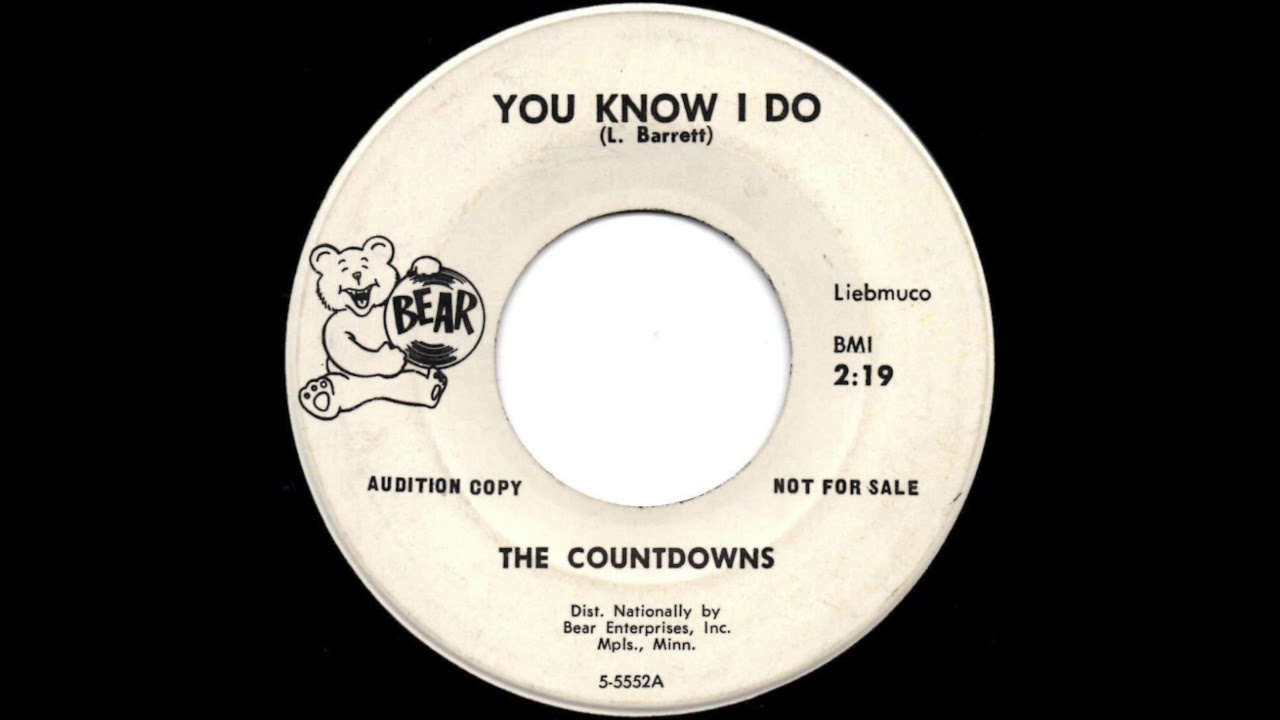 YOU KNOW I DO
(L. Barrett)
BEAR
Liebmuco
BMI
2:19
AUDITION COPY
NOT FOR SALE
THE COUNTDOWNS
Dist. Nationally by
Bear Enterprises, Inc.
Mpls., Minn.
5-5552A